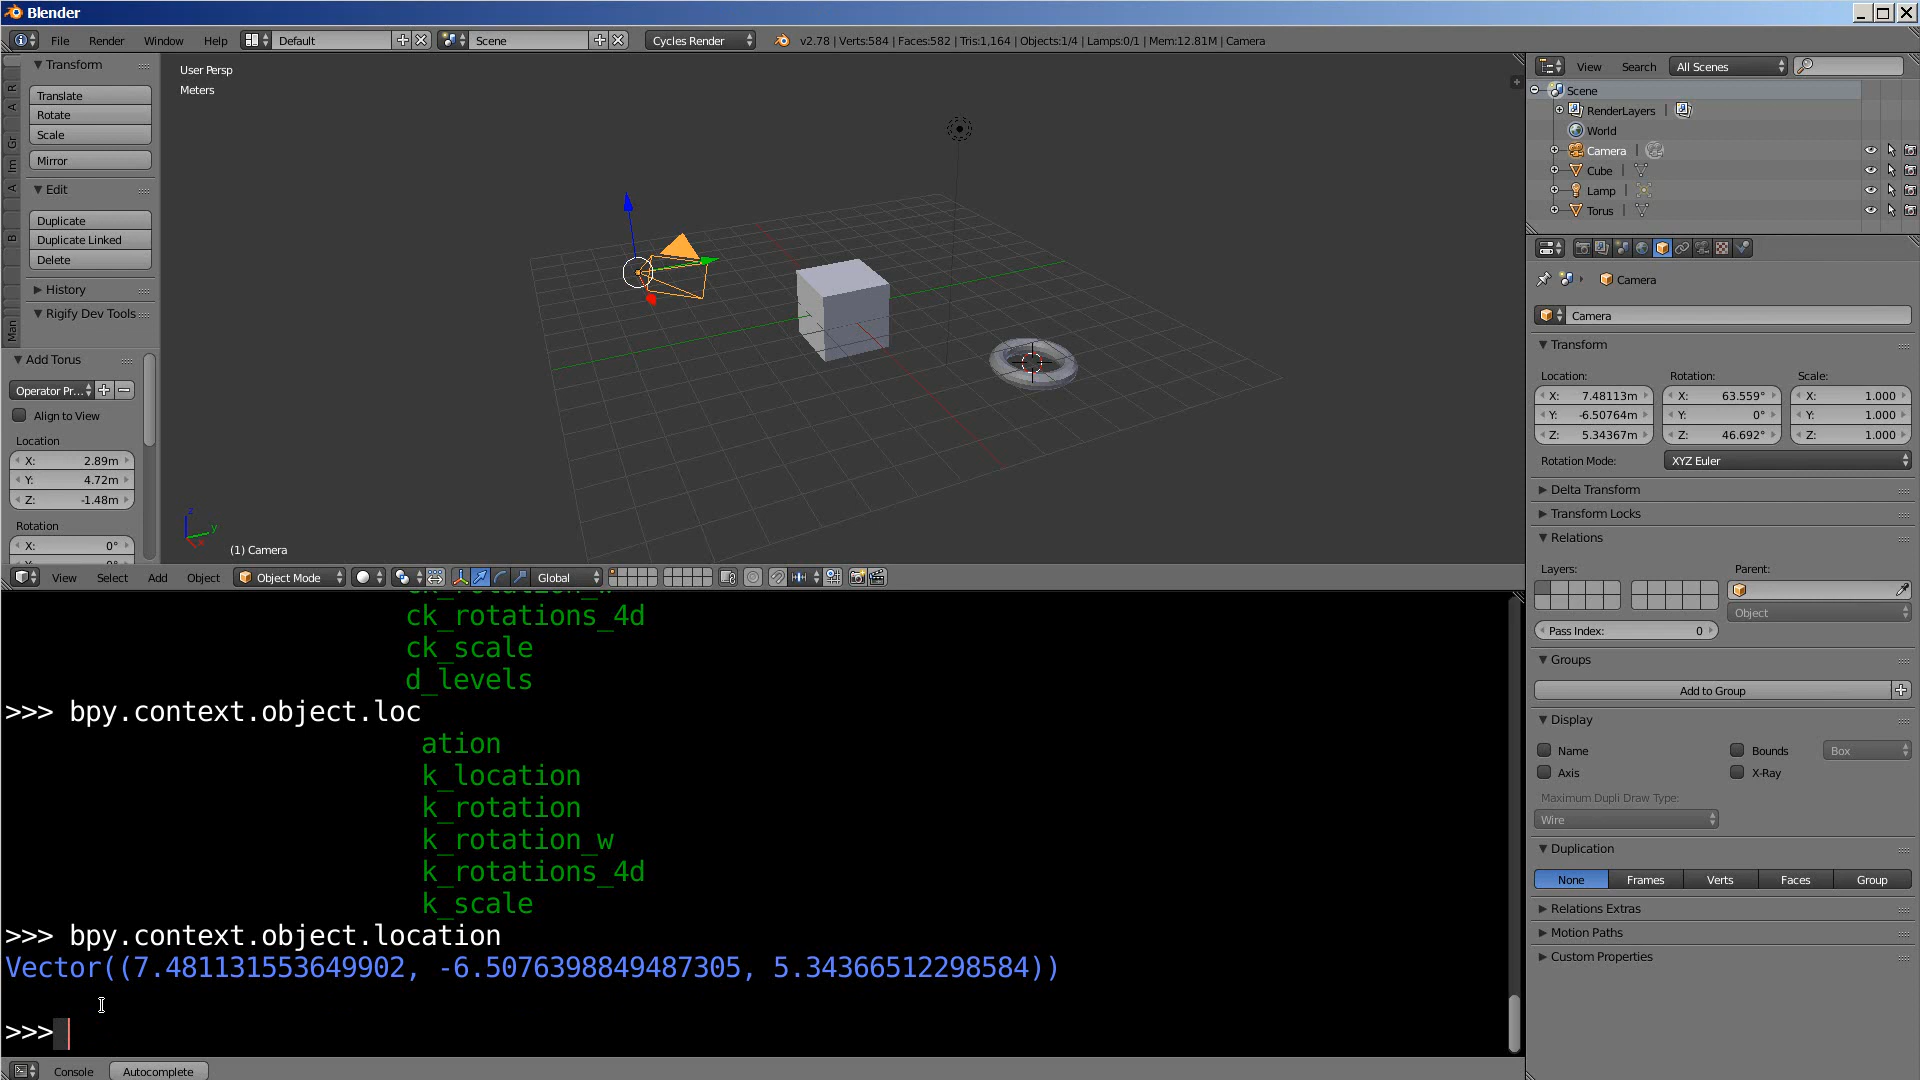 Blender
File Render Window Help Default Scene Cycles Render v2.78 | Verts:584 | Faces:582 | Tris:1,164 | Objects:1/4 | Lamps:0/1 | Mem:12.81M | Camera
Transform
Translate
Rotate
Scale
Mirror
Edit
Duplicate
Duplicate Linked
Delete
History
Rigify Dev Tools
R
A
Gr
Im
A
B
Man
Add Torus
Operator Pr...
Align to View
Location
X: 2.89m
Y: 4.72m
Z: -1.48m
Rotation
X: 0°
User Persp
Meters
z
y
x
(1) Camera
View Select Add Object Object Mode Global
ck_rotations_4d
ck_scale
d_levels
>>> bpy.context.object.loc
ation
k_location
k_rotation
k_rotation_w
k_rotations_4d
k_scale
>>> bpy.context.object.location
Vector((7.481131553649902, -6.5076398849487305, 5.34366512298584))
>>>
Console Autocomplete
View Search All Scenes
Scene
RenderLayers |
World
Camera |
Cube |
Lamp |
Torus |
Camera
Camera
Transform
Location: Rotation: Scale:
X: 7.48113m X: 63.559° X: 1.000
Y: -6.50764m Y: 0° Y: 1.000
Z: 5.34367m Z: 46.692° Z: 1.000
Rotation Mode: XYZ Euler
Delta Transform
Transform Locks
Relations
Layers: Parent:
Object
Pass Index: 0
Groups
Add to Group
Display
Name Bounds Box
Axis X-Ray
Maximum Dupli Draw Type:
Wire
Duplication
None Frames Verts Faces Group
Relations Extras
Motion Paths
Custom Properties